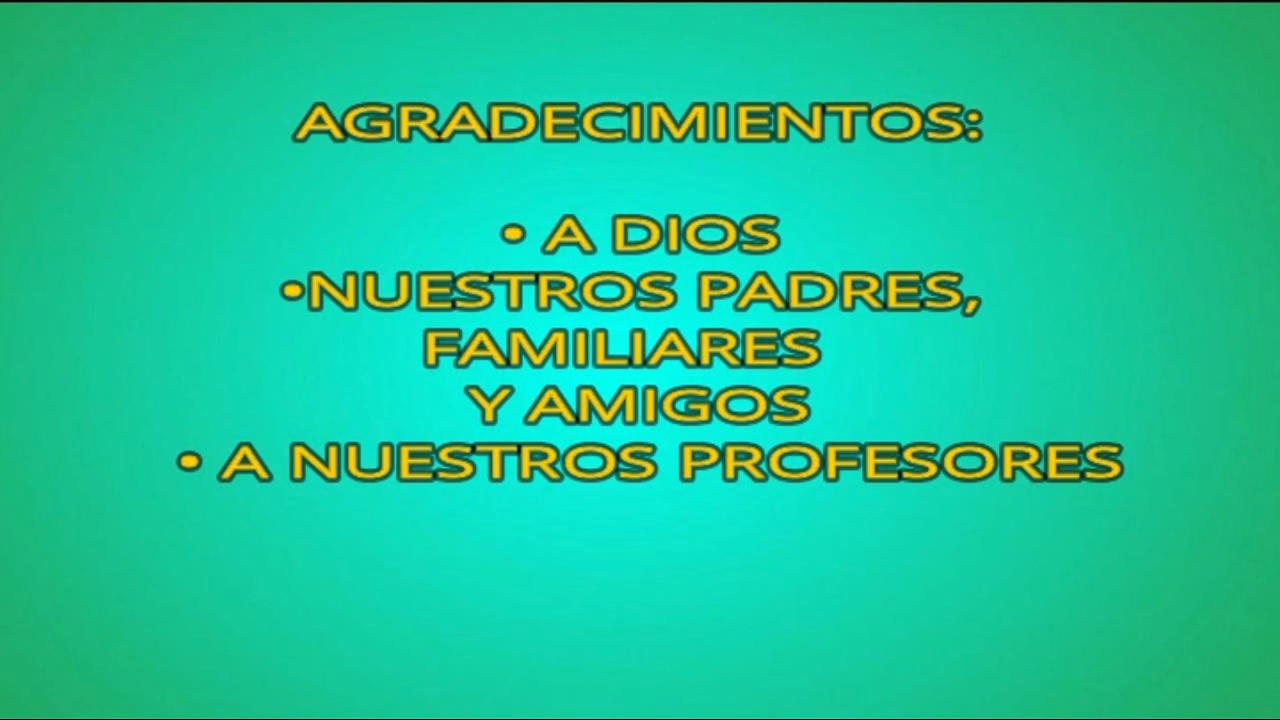 AGRADECIMIENTOS:
• A DIOS
•NUESTROS PADRES,
FAMILIARES
Y AMIGOS
• A NUESTROS PROFESORES